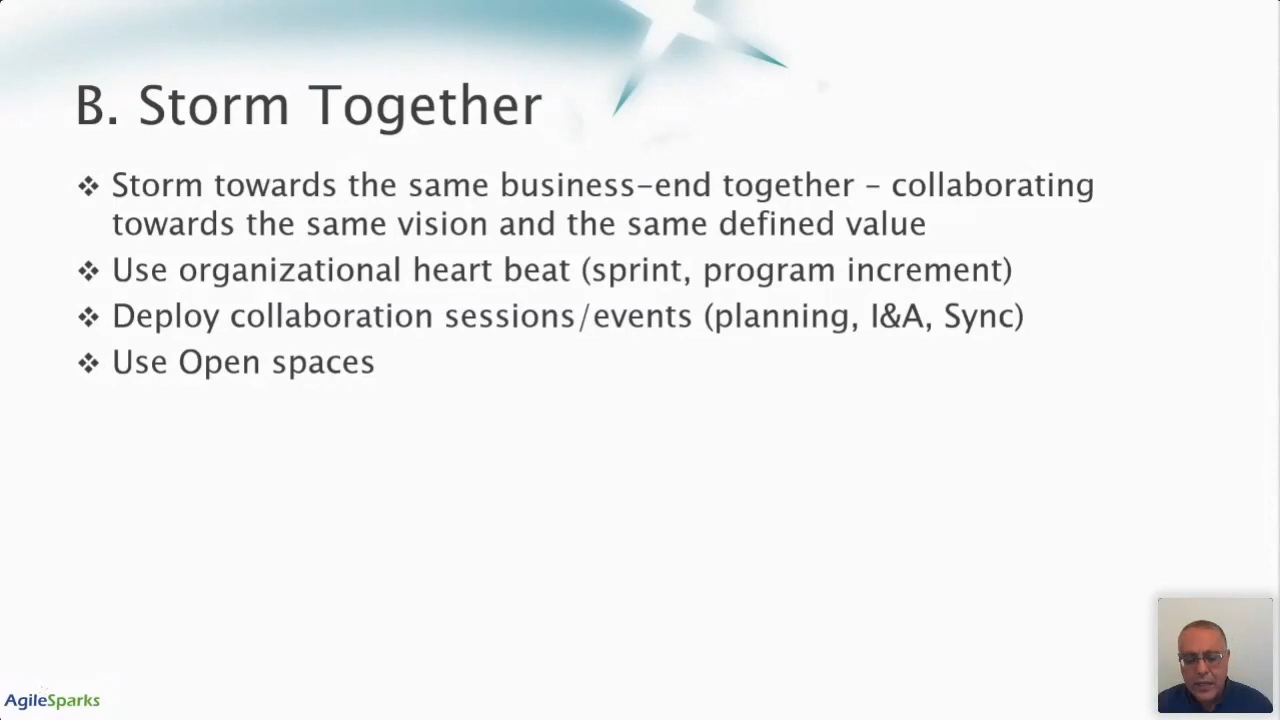 B. Storm Together
❖ Storm towards the same business-end together – collaborating
towards the same vision and the same defined value
❖ Use organizational heart beat (sprint, program increment)
❖ Deploy collaboration sessions/events (planning, I&A, Sync)
❖ Use Open spaces
AgileSparks